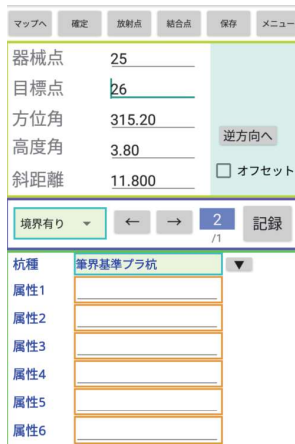 マップへ 確定 放射点 結合点 保存 メニュー
器械点 25
目標点 26
方位角 315.20
高度角 3.80
逆方向へ
斜距離 11.800
オフセット
境界有り ← → 2 /1 記録
杭種 筆界基準プラ杭 ▼
属性1
属性2
属性3
属性4
属性5
属性6